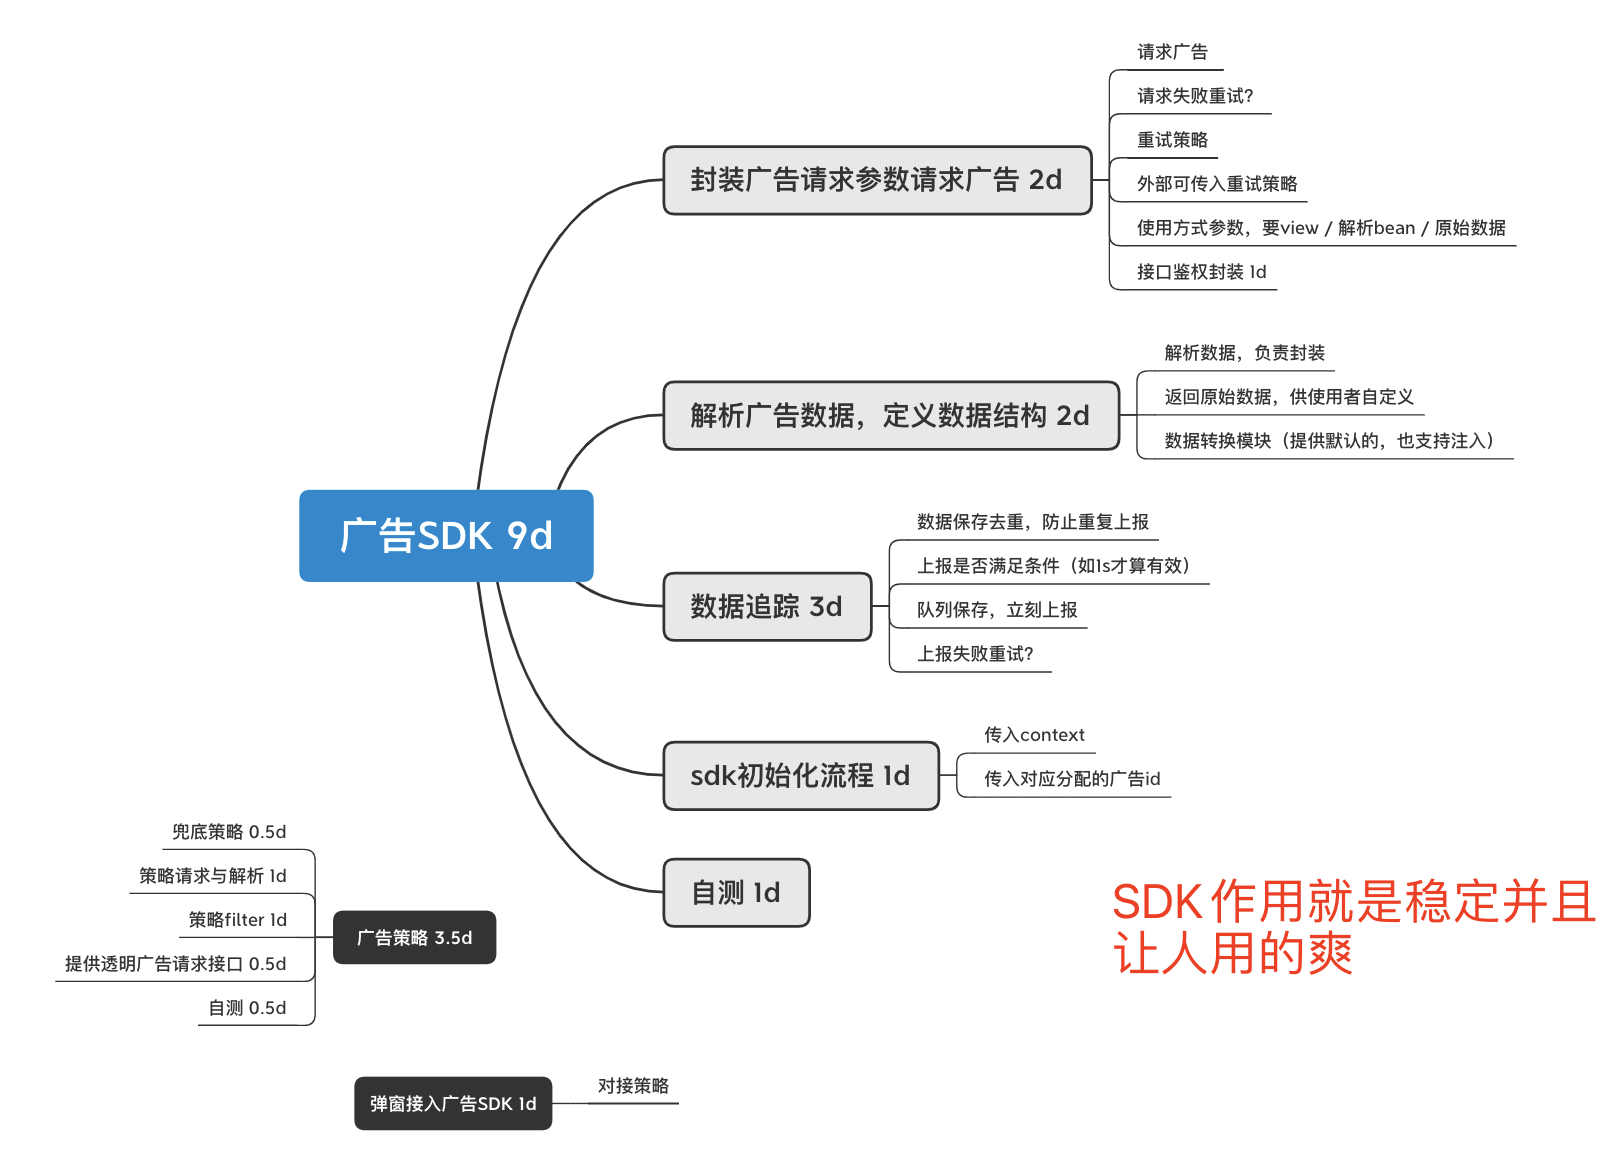 请求广告
请求失败重试?
重试策略
外部可传入重试策略
使用方式参数，要view / 解析bean / 原始数据
接口鉴权封装 1d
封装广告请求参数请求广告 2d
解析数据，负责封装
返回原始数据，供使用者自定义
数据转换模块（提供默认的，也支持注入）
解析广告数据，定义数据结构 2d
广告SDK 9d
数据保存去重，防止重复上报
上报是否满足条件（如1s才算有效）
队列保存，立刻上报
上报失败重试?
数据追踪 3d
传入context
传入对应分配的广告id
sdk初始化流程 1d
自测 1d
兜底策略 0.5d
策略请求与解析 1d
策略filter 1d
提供透明广告请求接口 0.5d
自测 0.5d
广告策略 3.5d
SDK作用就是稳定并且
让人用的爽
弹窗接入广告SDK 1d
对接策略